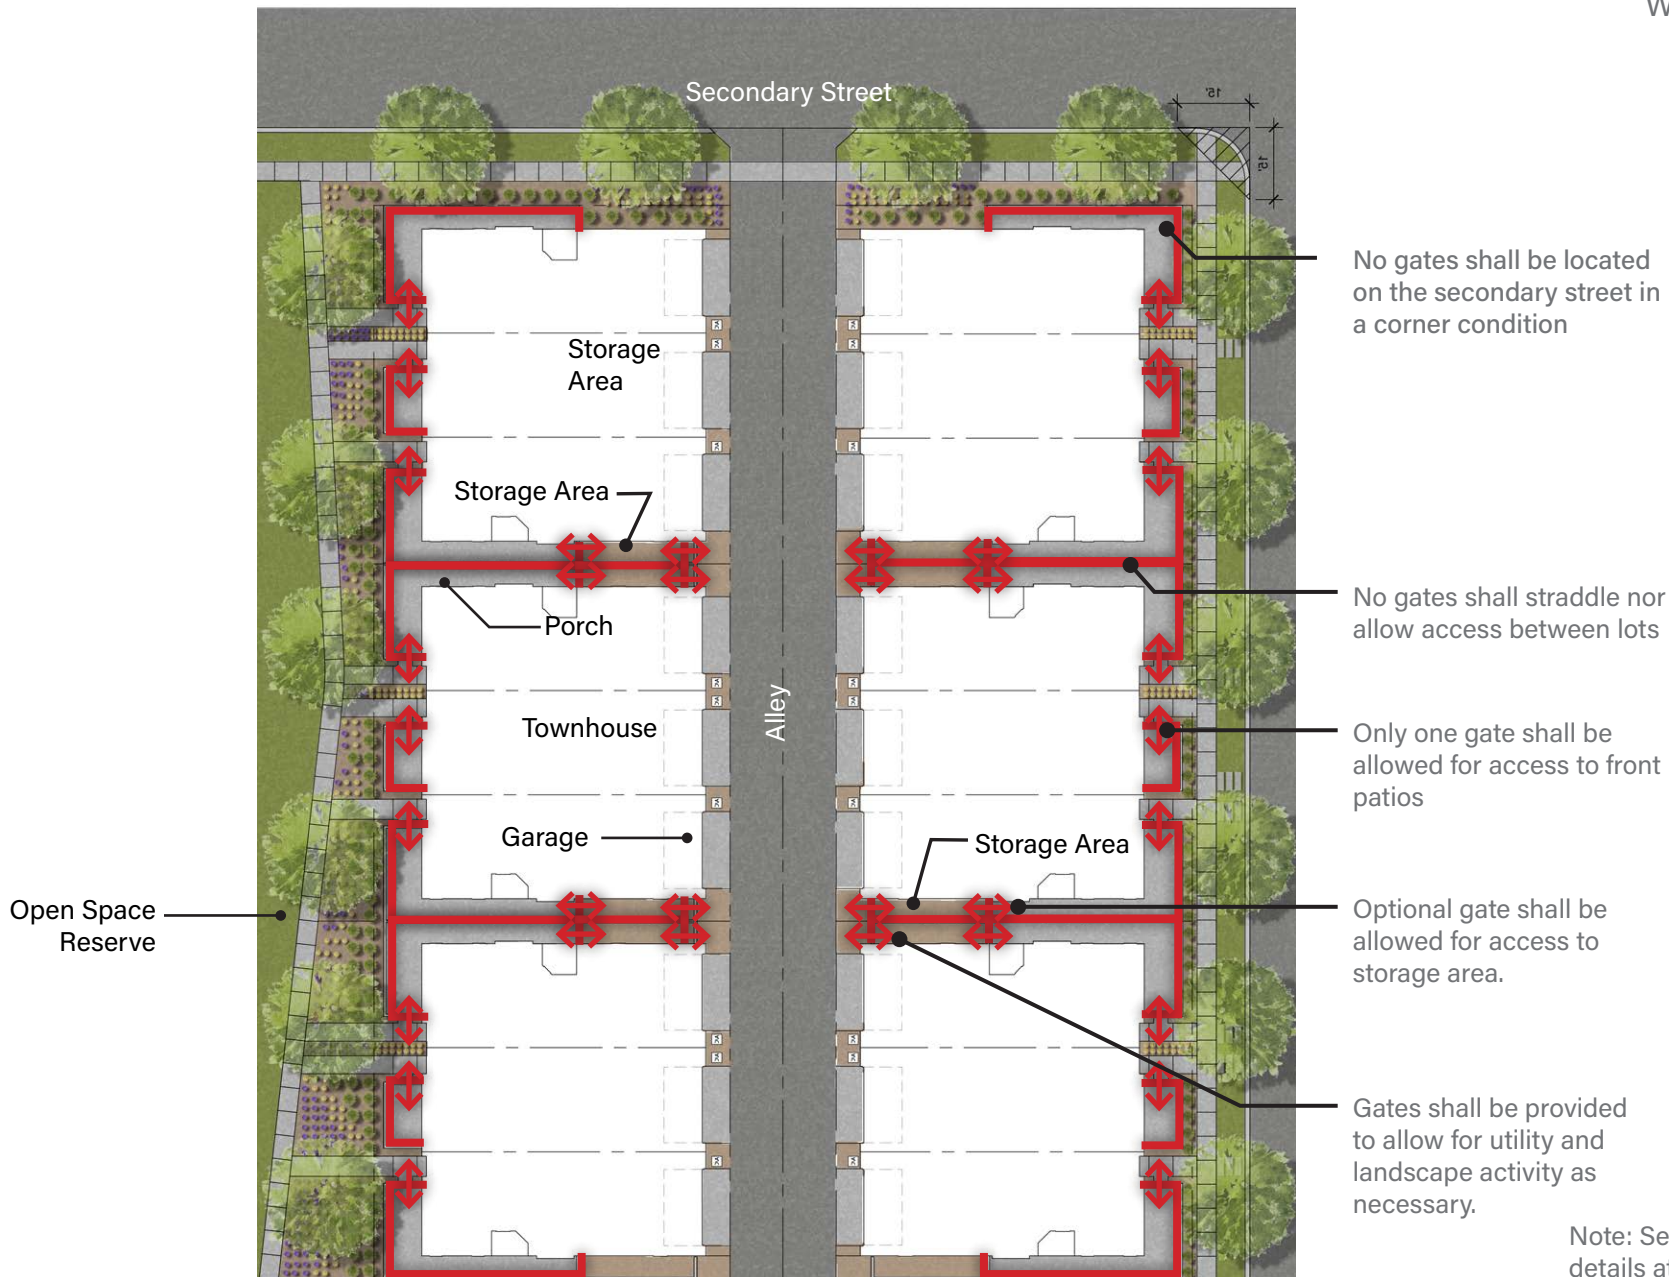 W
Secondary Street
15'
15'
No gates shall be located
on the secondary street in
a corner condition
Storage
Area
Storage Area
Porch
No gates shall straddle nor
allow access between lots
Alley
Townhouse
Only one gate shall be
allowed for access to front
patios
Garage
Storage Area
Open Space
Reserve
Optional gate shall be
allowed for access to
storage area.
Gates shall be provided
to allow for utility and
landscape activity as
necessary.
Note: Se
details at